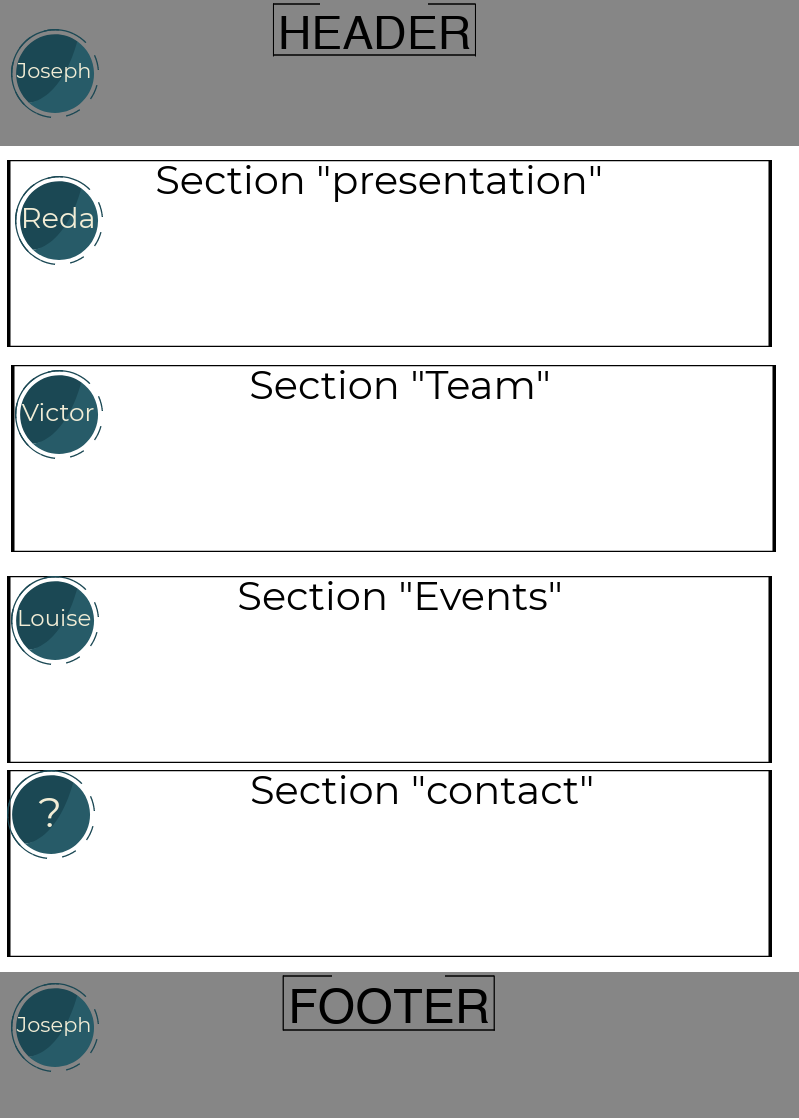 HEADER
Joseph
Section "presentation"
Reda
Section "Team"
Victor
Section "Events"
Louise
Section "contact"
?
FOOTER
Joseph